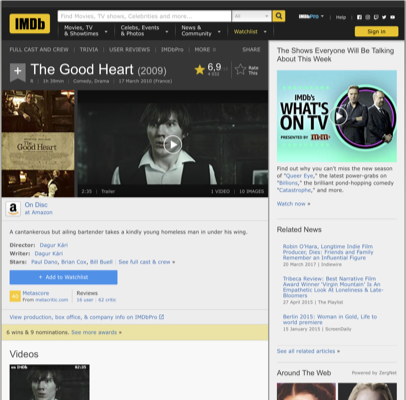 IMDb
Find Movies, TV shows, Celebrities and more...
All
IMDbPro
Help
Movies, TV
& Showtimes
Celebs, Events
& Photos
News &
Community
Watchlist
Sign in
FULL CAST AND CREW | TRIVIA | USER REVIEWS | IMDbPro | MORE
SHARE
The Good Heart (2009)
R | 1h 39min | Comedy, Drama | 17 March 2010 (France)
6,9
Rate
This
The
Good Heart
2:35 | Trailer
1 VIDEO | 10 IMAGES
On Disc
at Amazon
A cantankerous but ailing bartender takes a kindly young homeless man in under his wing.
Director: Dagur Kári
Writer: Dagur Kári
Stars: Paul Dano, Brian Cox, Bill Buell | See full cast & crew »
+ Add to Watchlist
Metascore
From metacritic.com
Reviews
16 user | 62 critic
View production, box office, & company info on IMDbPro
6 wins & 9 nominations. See more awards »
Videos
IMDb
02:35
The Shows Everyone Will Be Talking
About This Week
IMDb's
WHAT'S
ON TV
PRESENTED BY m&m's
Find out why you can't miss the new season
of "Queer Eye," the latest power-grabs on
"Billions," the brilliant pond-hopping comedy
"Catastrophe," and more.
Watch now »
Related News
Robin O'Hara, Longtime Indie Film
Producer, Dies: Friends and Family
Remember an Influential Figure
20 March 2017 | Indiewire
Tribeca Review: Best Narrative Film
Award Winner 'Virgin Mountain' Is An
Empathetic Look At Loneliness & Late-
Bloomers
27 April 2015 | The Playlist
Berlin 2015: Woman in Gold, Life to
world premiere
15 January 2015 | ScreenDaily
See all related articles »
Around The Web
Powered by ZergNet